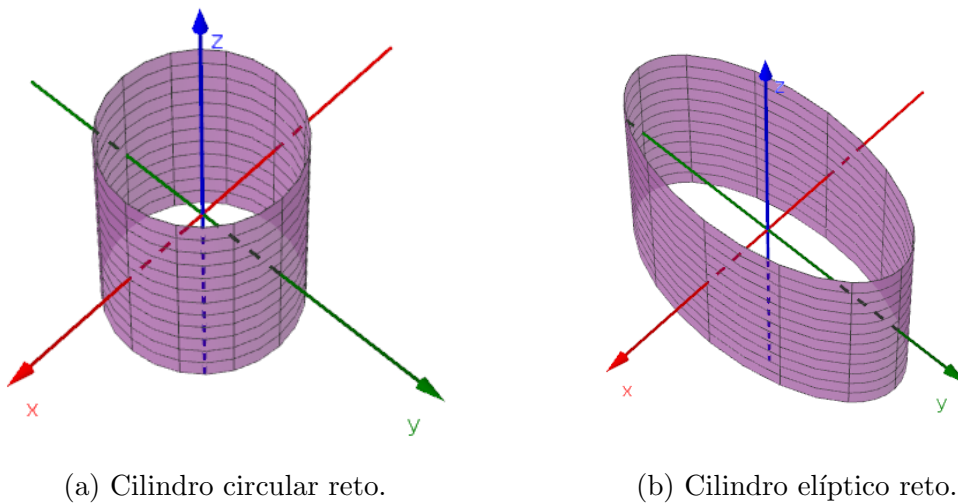 z
x
y
z
x
y
(a) Cilindro circular reto.
(b) Cilindro elíptico reto.